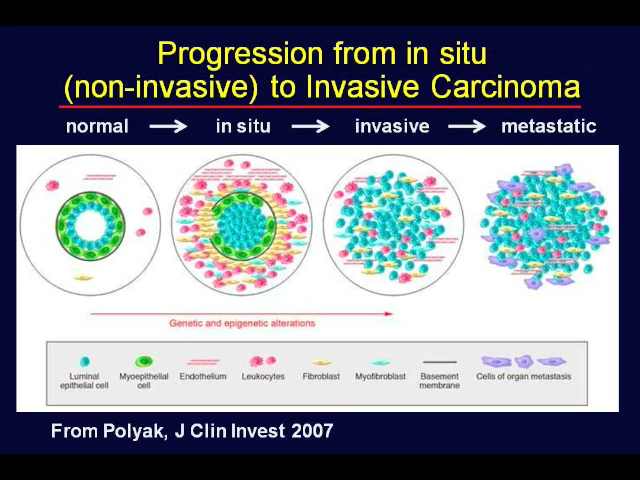 Progression from in situ
(non-invasive) to Invasive Carcinoma
normal in situ invasive metastatic
Genetic and epigenetic alterations
Luminal epithelial cell
Myoepithelial cell
Endothelium
Leukocytes
Fibroblast
Myofibroblast
Basement membrane
Cells of organ metastasis
From Polyak, J Clin Invest 2007